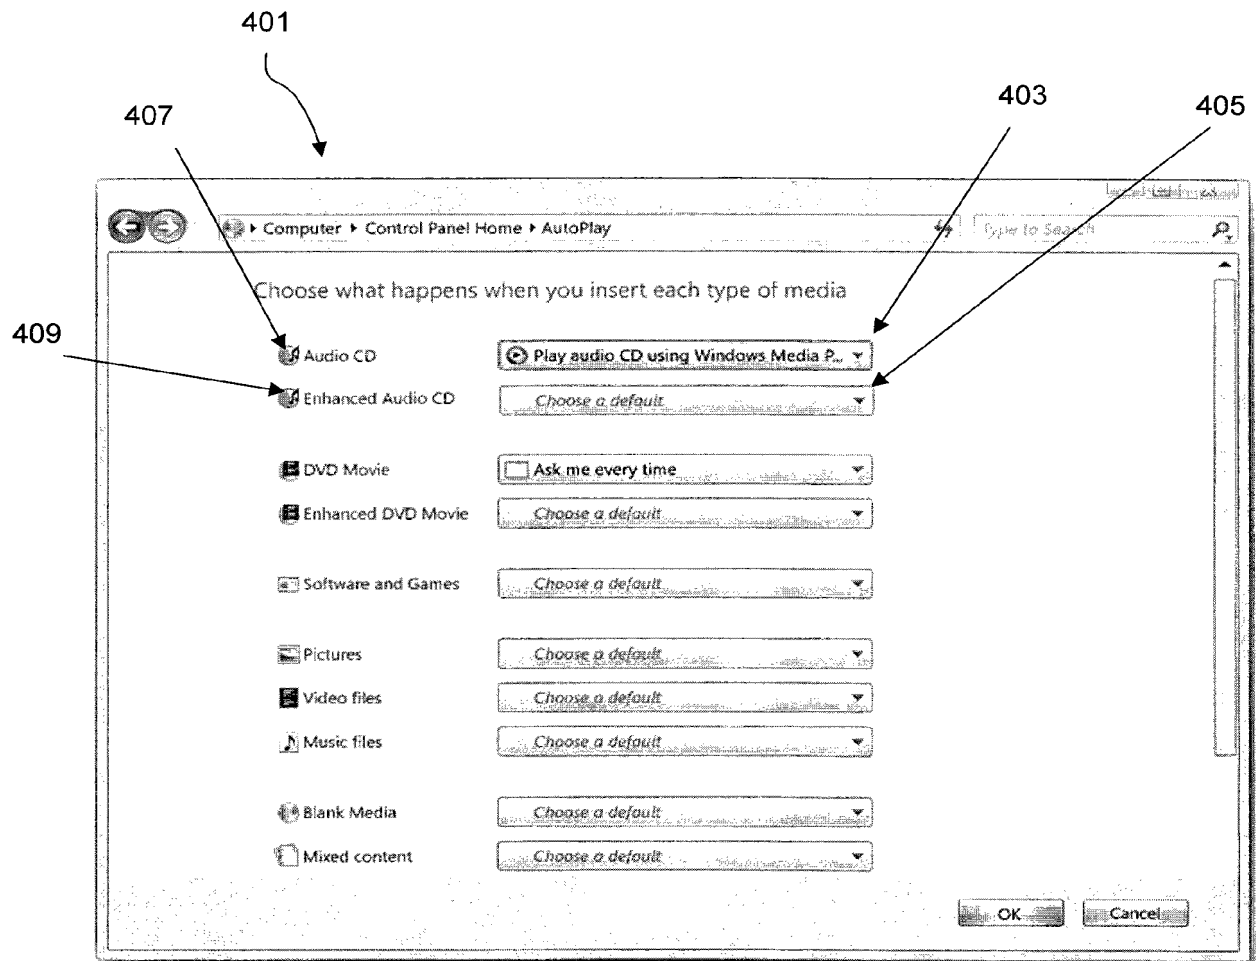 401
407
403
405
Computer ▸ Control Panel Home ▸ AutoPlay
Type to Search
Choose what happens when you insert each type of media
409
Audio CD Play audio CD using Windows Media P...
Enhanced Audio CD Choose a default
DVD Movie Ask me every time
Enhanced DVD Movie Choose a default
Software and Games Choose a default
Pictures Choose a default
Video files Choose a default
Music files Choose a default
Blank Media Choose a default
Mixed content Choose a default
OK Cancel